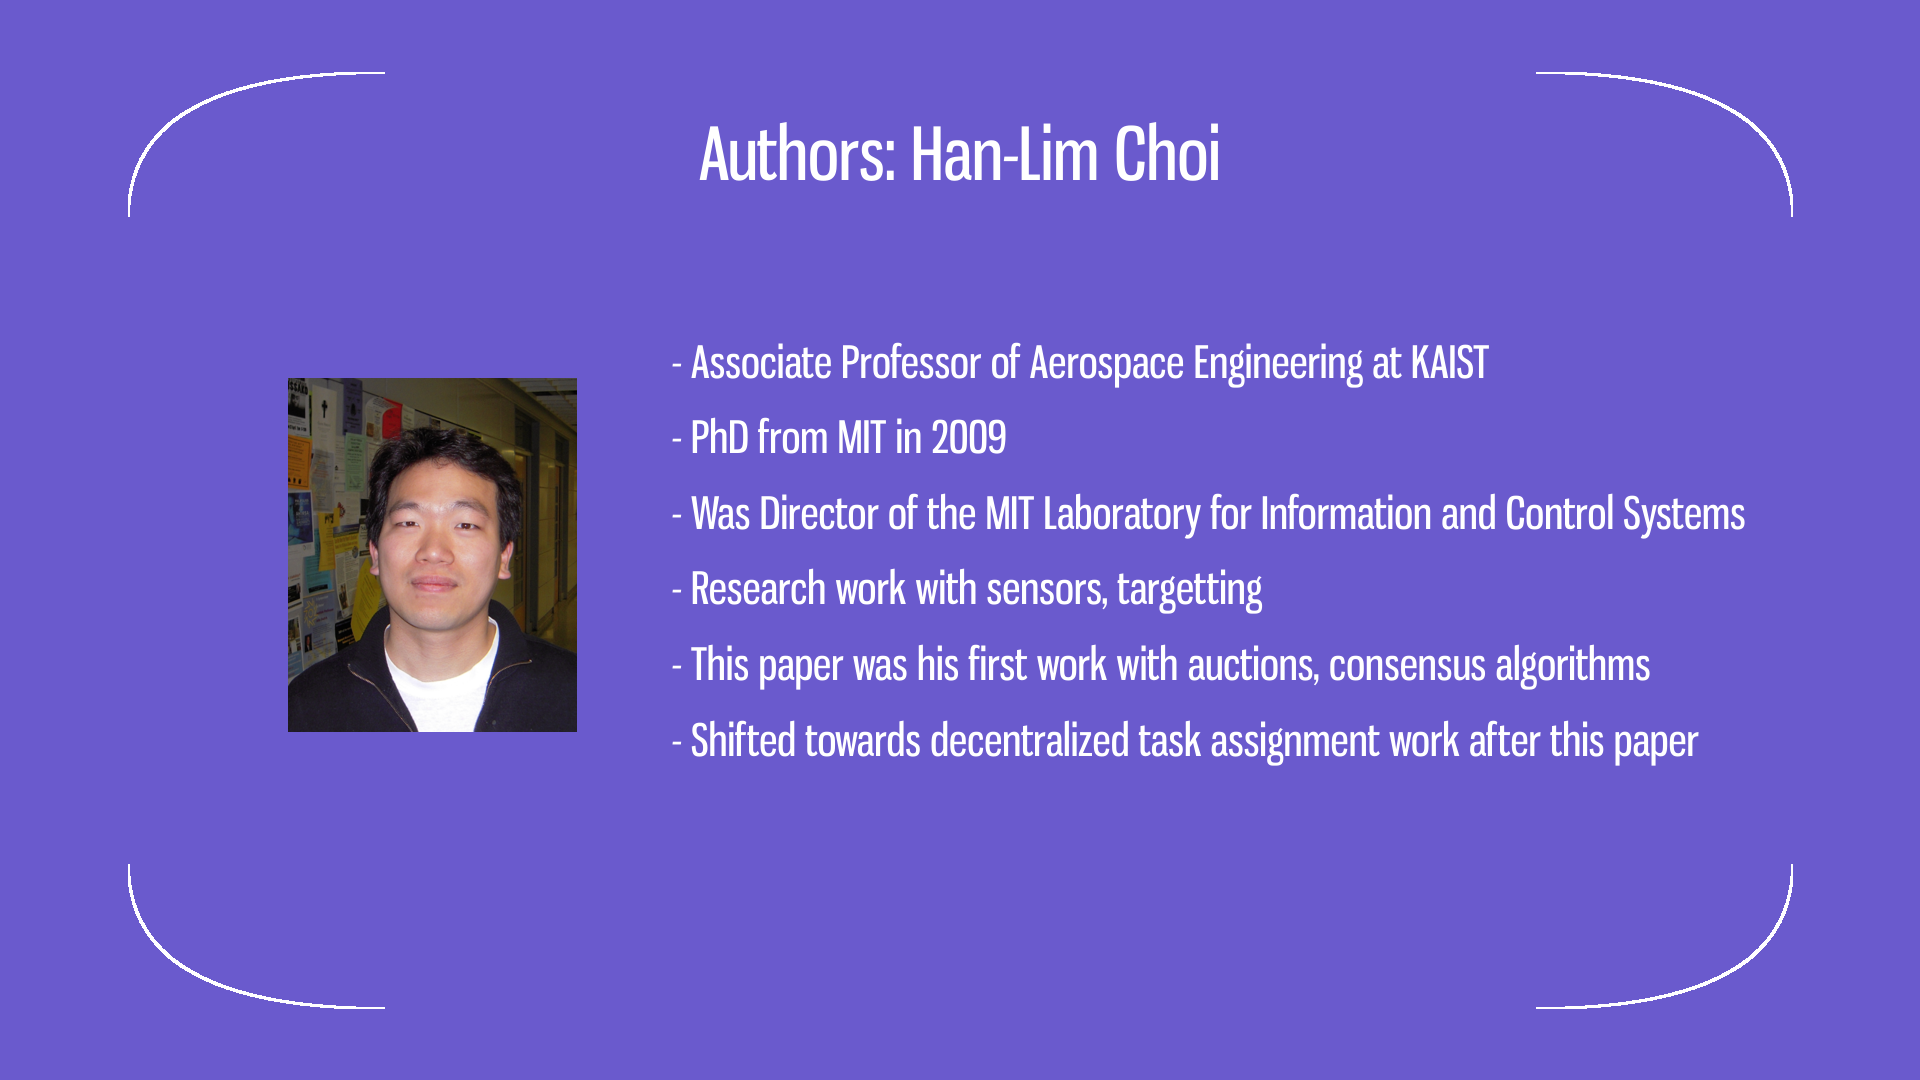 Authors: Han-Lim Choi
- Associate Professor of Aerospace Engineering at KAIST
- PhD from MIT in 2009
- Was Director of the MIT Laboratory for Information and Control Systems
- Research work with sensors, targetting
- This paper was his first work with auctions, consensus algorithms
- Shifted towards decentralized task assignment work after this paper